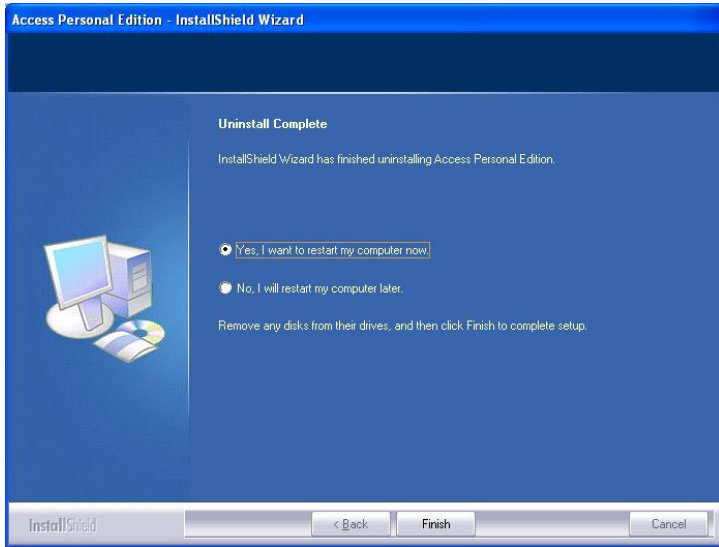 Access Personal Edition - InstallShield Wizard
Uninstall Complete
InstallShield Wizard has finished uninstalling Access Personal Edition.
Yes, I want to restart my computer now.
No, I will restart my computer later.
Remove any disks from their drives, and then click Finish to complete setup.
InstallShield
< Back
Finish
Cancel